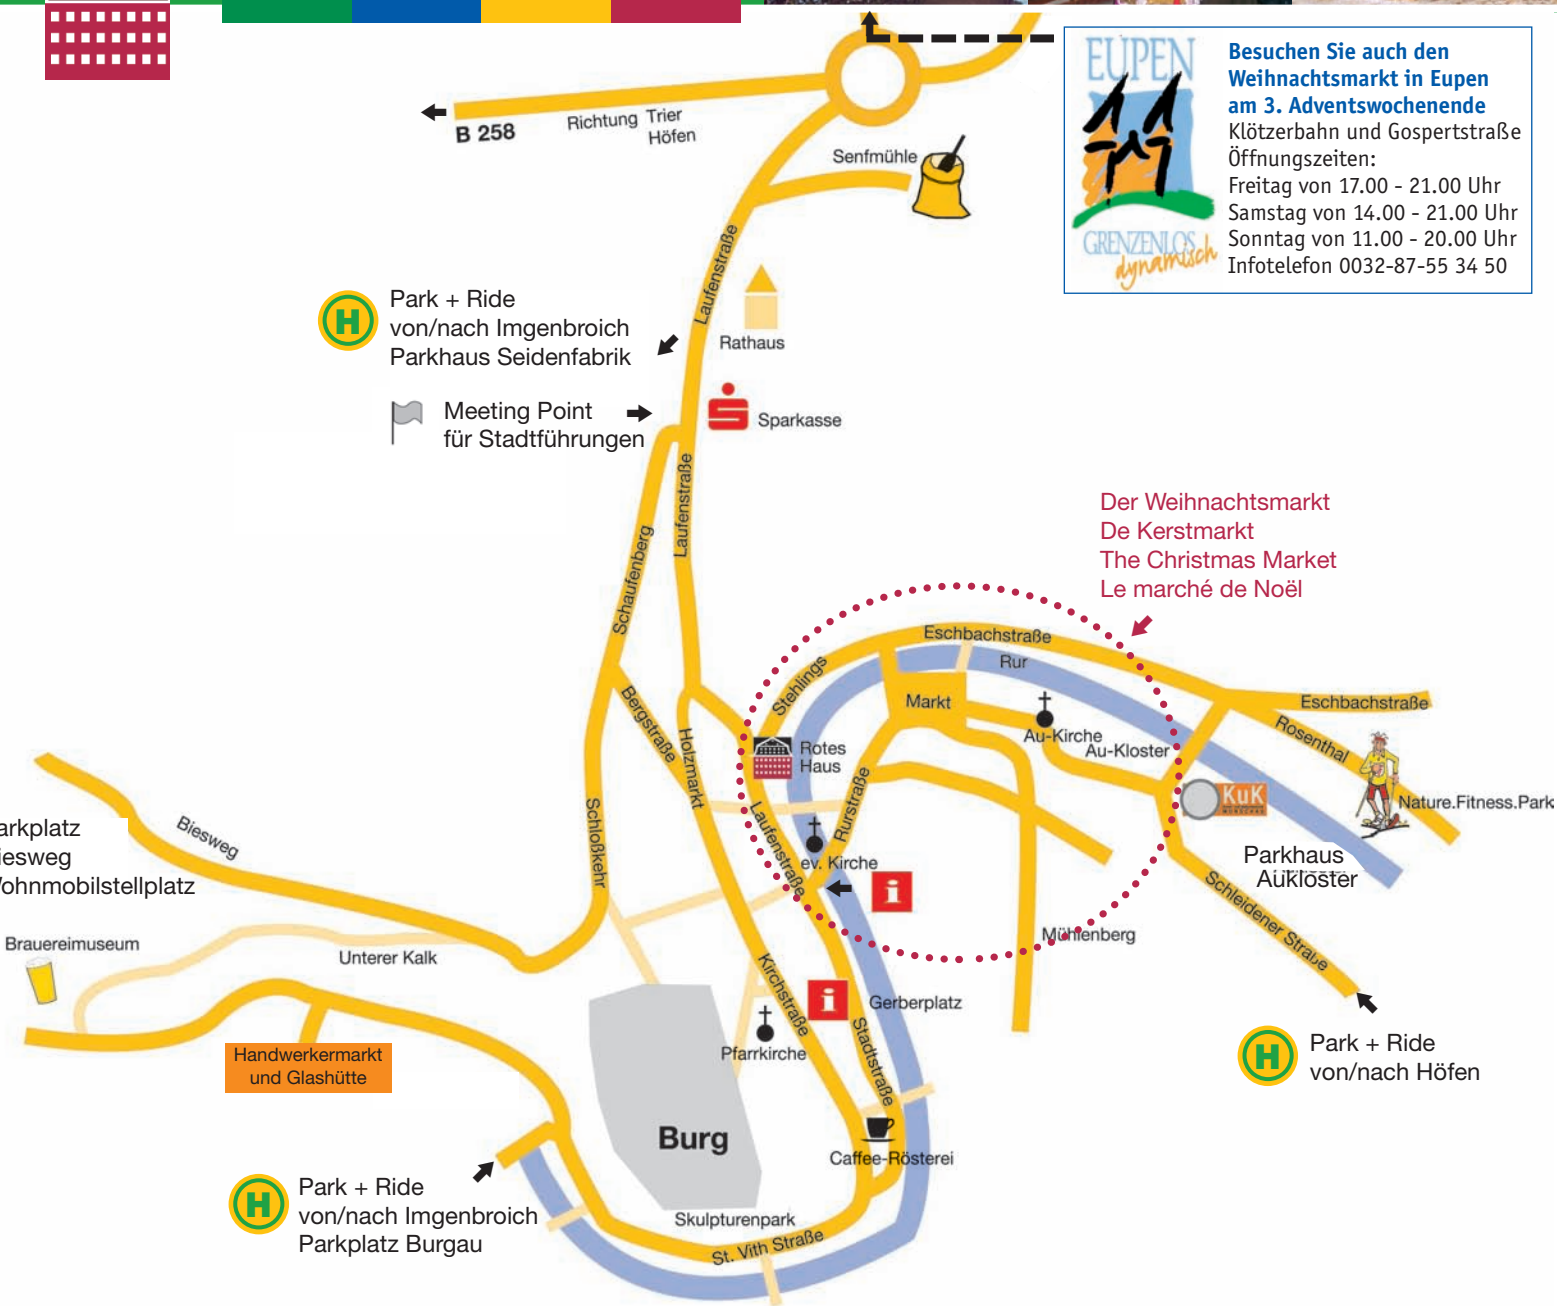 EUPEN
GRENZENLOS
dynamisch
Besuchen Sie auch den
Weihnachtsmarkt in Eupen
am 3. Adventswochenende
Klötzerbahn und Gospertstraße
Öffnungszeiten:
Freitag von 17.00 - 21.00 Uhr
Samstag von 14.00 - 21.00 Uhr
Sonntag von 11.00 - 20.00 Uhr
Infotelefon 0032-87-55 34 50
B 258
Richtung Trier
Höfen
Senfmühle
Laufenstraße
Rathaus
H
Park + Ride
von/nach Imgenbroich
Parkhaus Seidenfabrik
Meeting Point
für Stadtführungen
Sparkasse
Laufenstraße
Schaufenberg
Der Weihnachtsmarkt
De Kerstmarkt
The Christmas Market
Le marché de Noël
Eschbachstraße
Rur
Stehlings
Markt
Eschbachstraße
Rosenthal
Au-Kirche
Au-Kloster
Bergstraße
Holzmarkt
Rotes
Haus
KuK
Nature.Fitness.Park
Rurstraße
Laufenstraße
ev. Kirche
i
Schloßkehr
Biesweg
arkplatz
iesweg
Wohnmobilstellplatz
Parkhaus
Aukloster
Schleidener Straße
Mühlenberg
Brauereimuseum
Unterer Kalk
Kirchstraße
i
Gerberplatz
Stadtstraße
Pfarrkirche
Handwerkermarkt
und Glashütte
H
Park + Ride
von/nach Höfen
Burg
Caffee-Rösterei
H
Park + Ride
von/nach Imgenbroich
Parkplatz Burgau
Skulpturenpark
St. Vith Straße